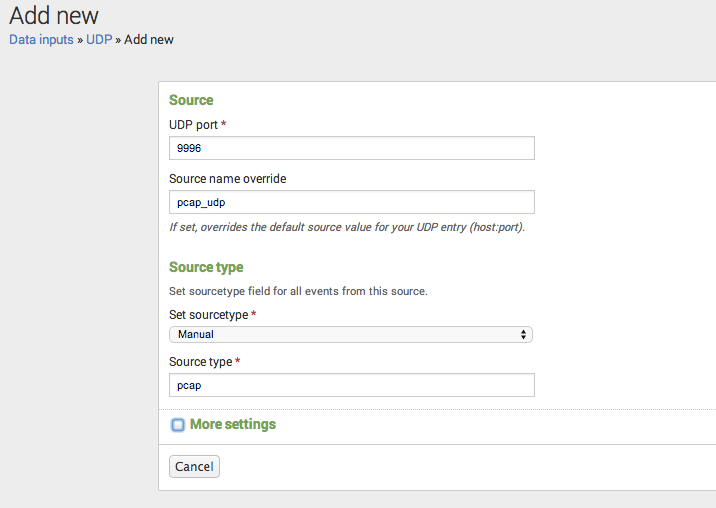 Add new
Data inputs » UDP » Add new
Source
UDP port *
9996
Source name override
pcap_udp
If set, overrides the default source value for your UDP entry (host:port).
Source type
Set sourcetype field for all events from this source.
Set sourcetype *
Manual
Source type *
pcap
More settings
Cancel